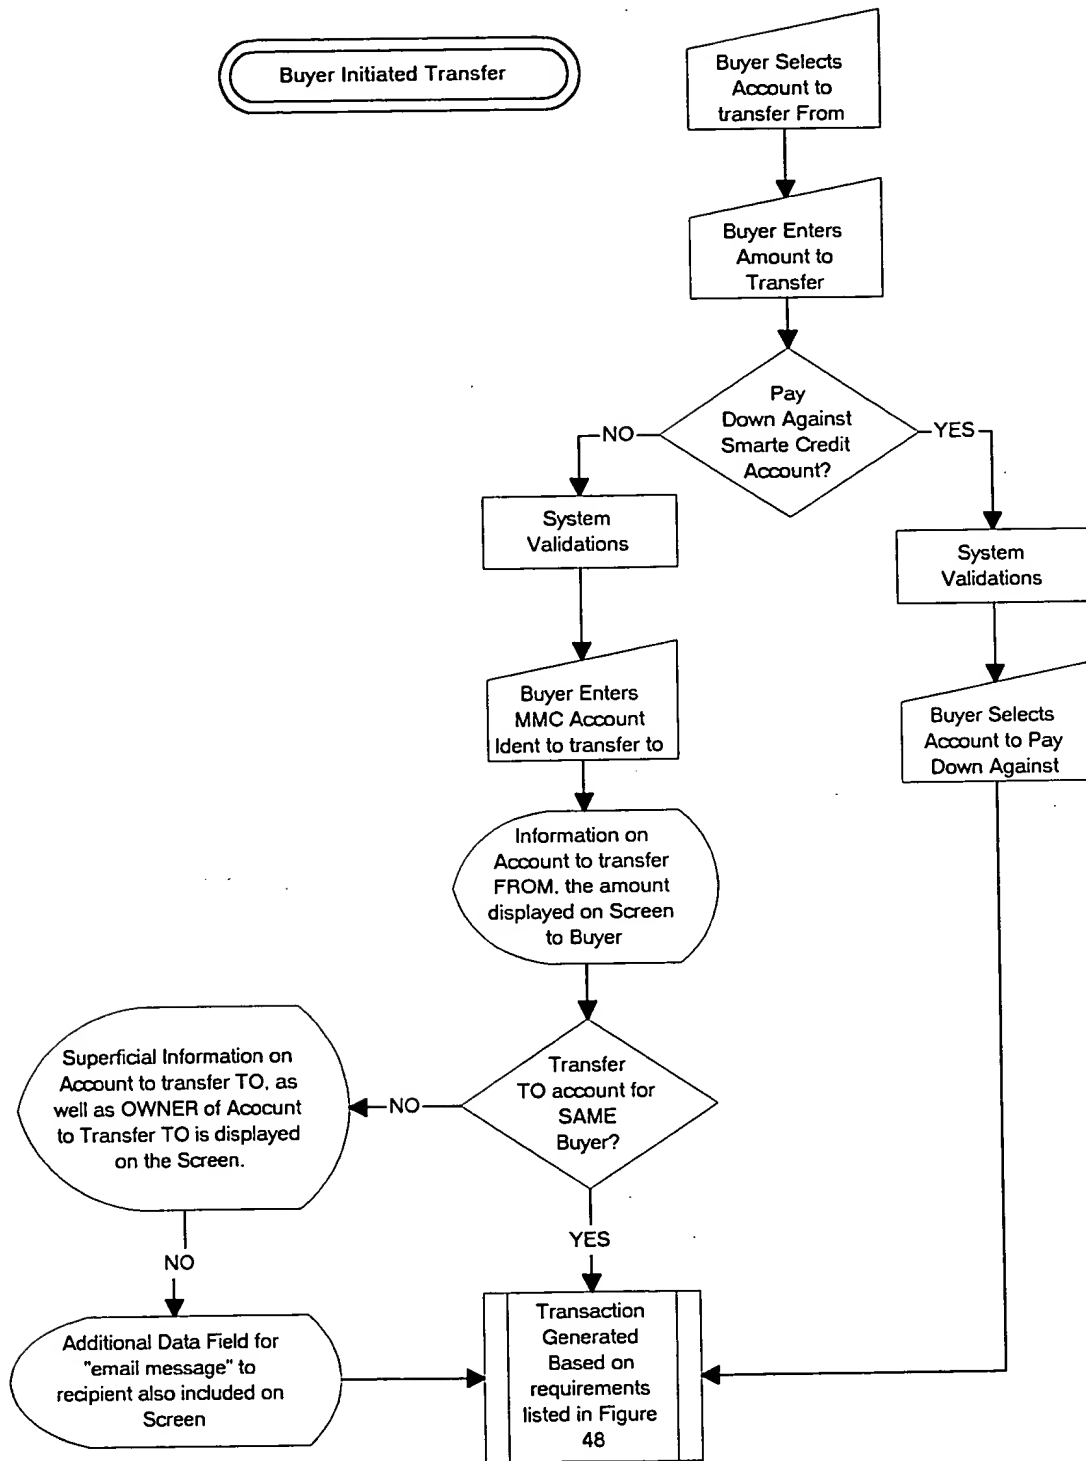 Buyer Initiated Transfer
Buyer Selects
Account to
transfer From
Buyer Enters
Amount to
Transfer
Pay
Down Against
Smarte Credit
Account?
NO
YES
System
Validations
System
Validations
Buyer Enters
MMC Account
Ident to transfer to
Buyer Selects
Account to Pay
Down Against
Information on
Account to transfer
FROM, the amount
displayed on Screen
to Buyer
Transfer
TO account for
SAME
Buyer?
NO
Superficial Information on
Account to transfer TO, as
well as OWNER of Acocunt
to Transfer TO is displayed
on the Screen.
YES
NO
Additional Data Field for
"email message" to
recipient also included on
Screen
Transaction
Generated
Based on
requirements
listed in Figure
48